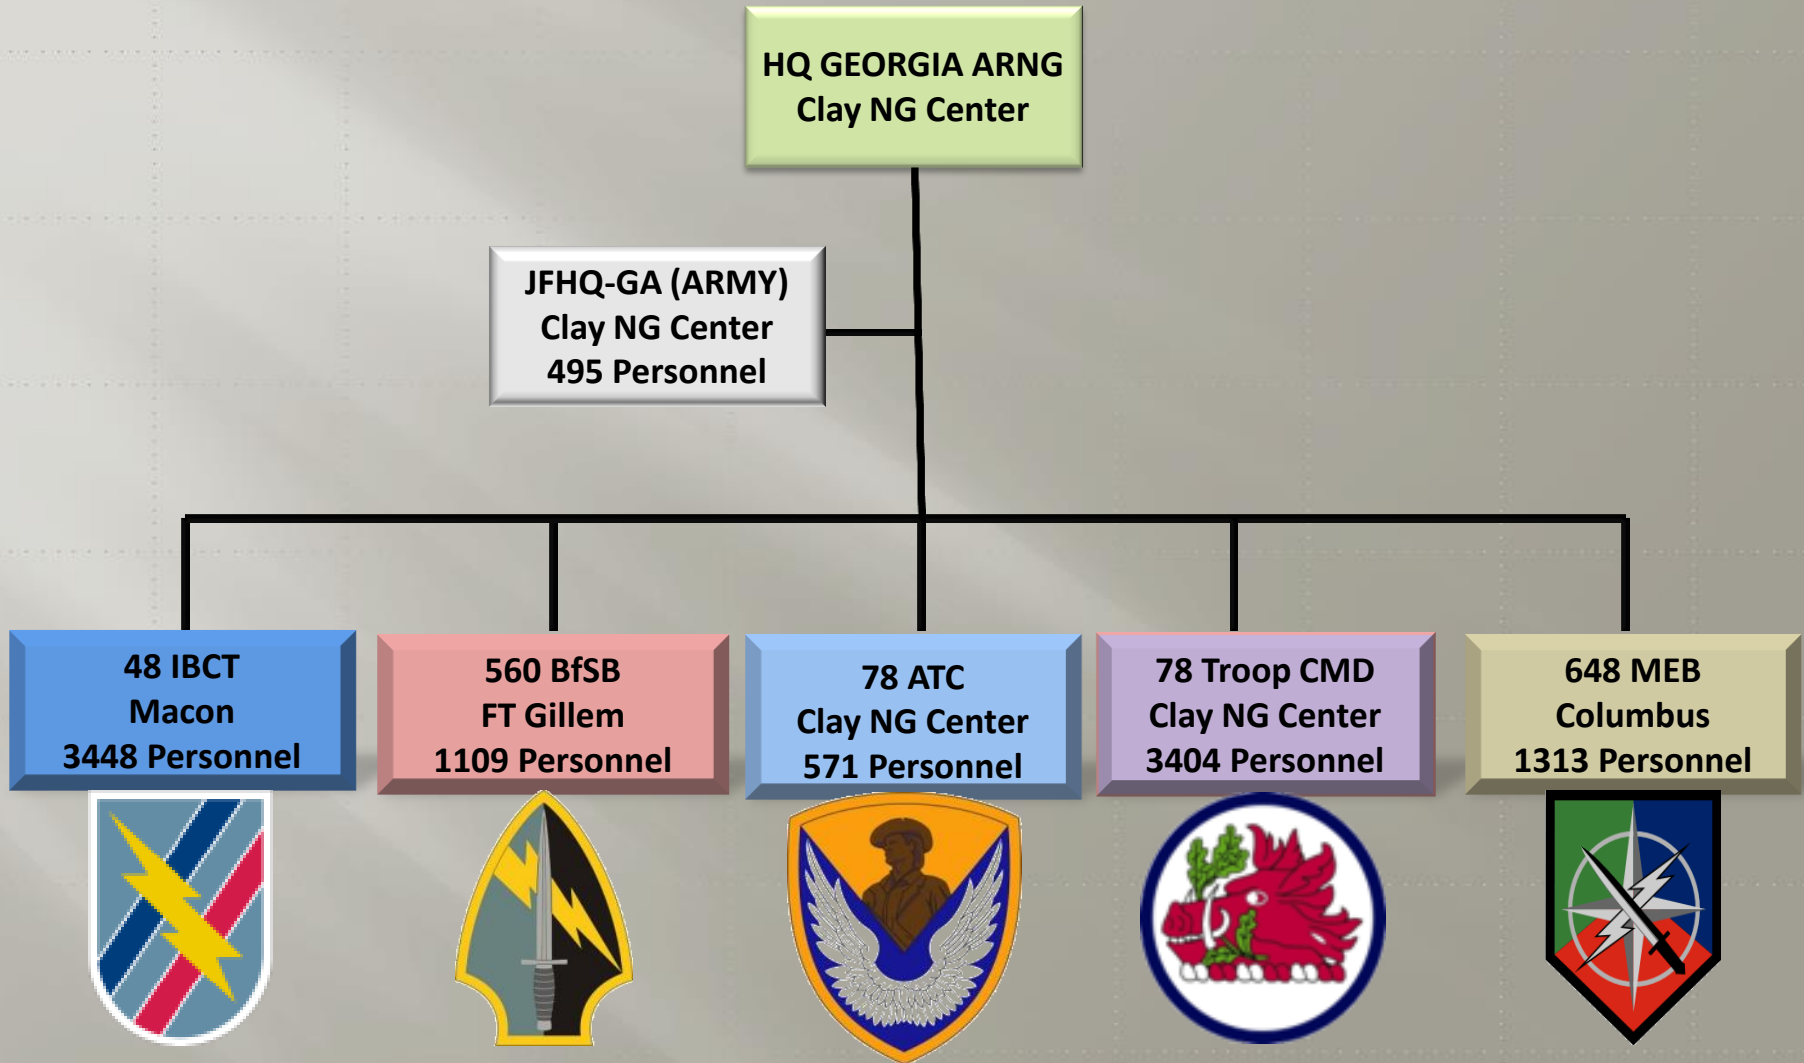 HQ GEORGIA ARNG
Clay NG Center
JFHQ-GA (ARMY)
Clay NG Center
495 Personnel
48 IBCT
Macon
3448 Personnel
560 BfSB
FT Gillem
1109 Personnel
78 ATC
Clay NG Center
571 Personnel
78 Troop CMD
Clay NG Center
3404 Personnel
648 MEB
Columbus
1313 Personnel